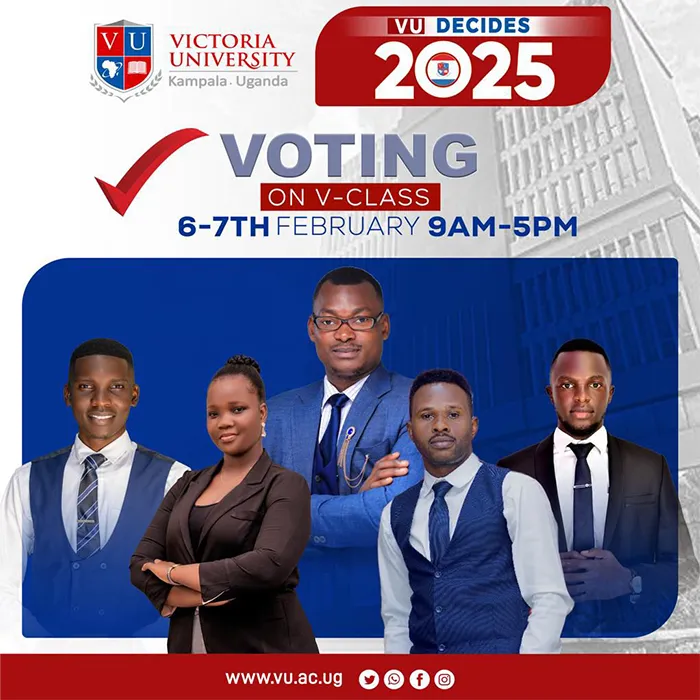 V U
VICTORIA
UNIVERSITY
Kampala . Uganda
VU DECIDES
2025
VOTING
ON V-CLASS
6-7TH FEBRUARY 9AM-5PM
www.vu.ac.ug